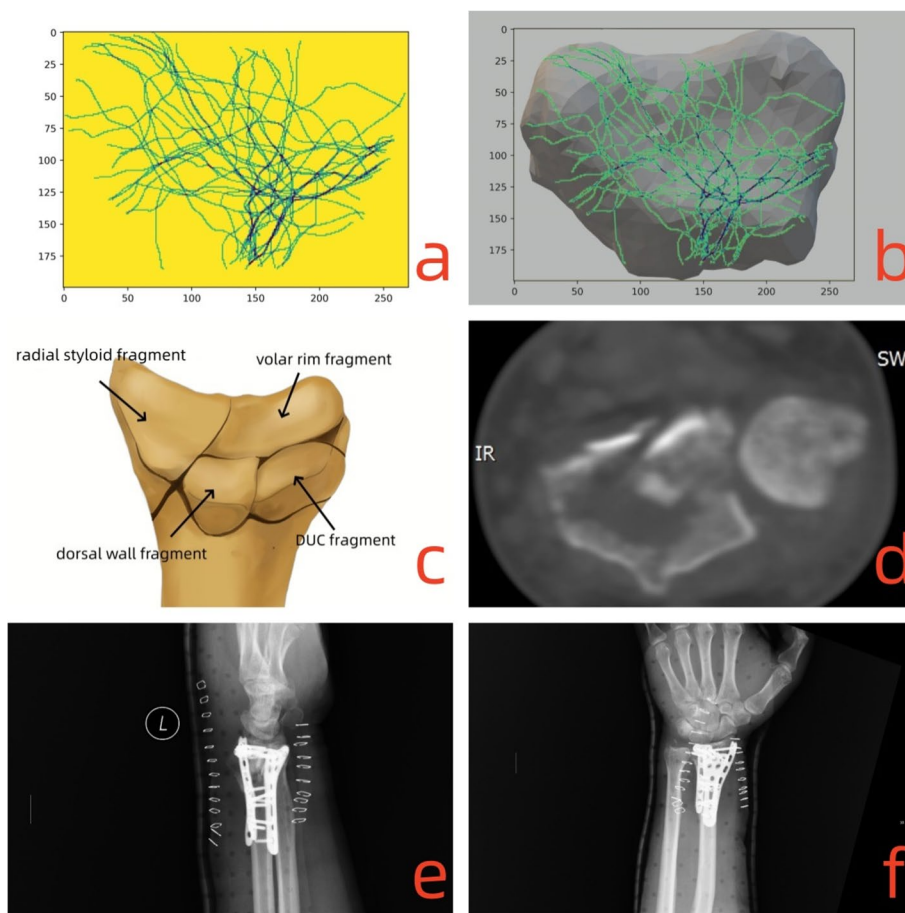 0
25
50
75
100
125
150
175
0 50 100 150 200 250
a
0
25
50
75
100
125
150
175
0 50 100 150 200 250
b
radial styloid fragment
volar rim fragment
dorsal wall fragment
DUC fragment
c
IR
SW
d
L
e
f